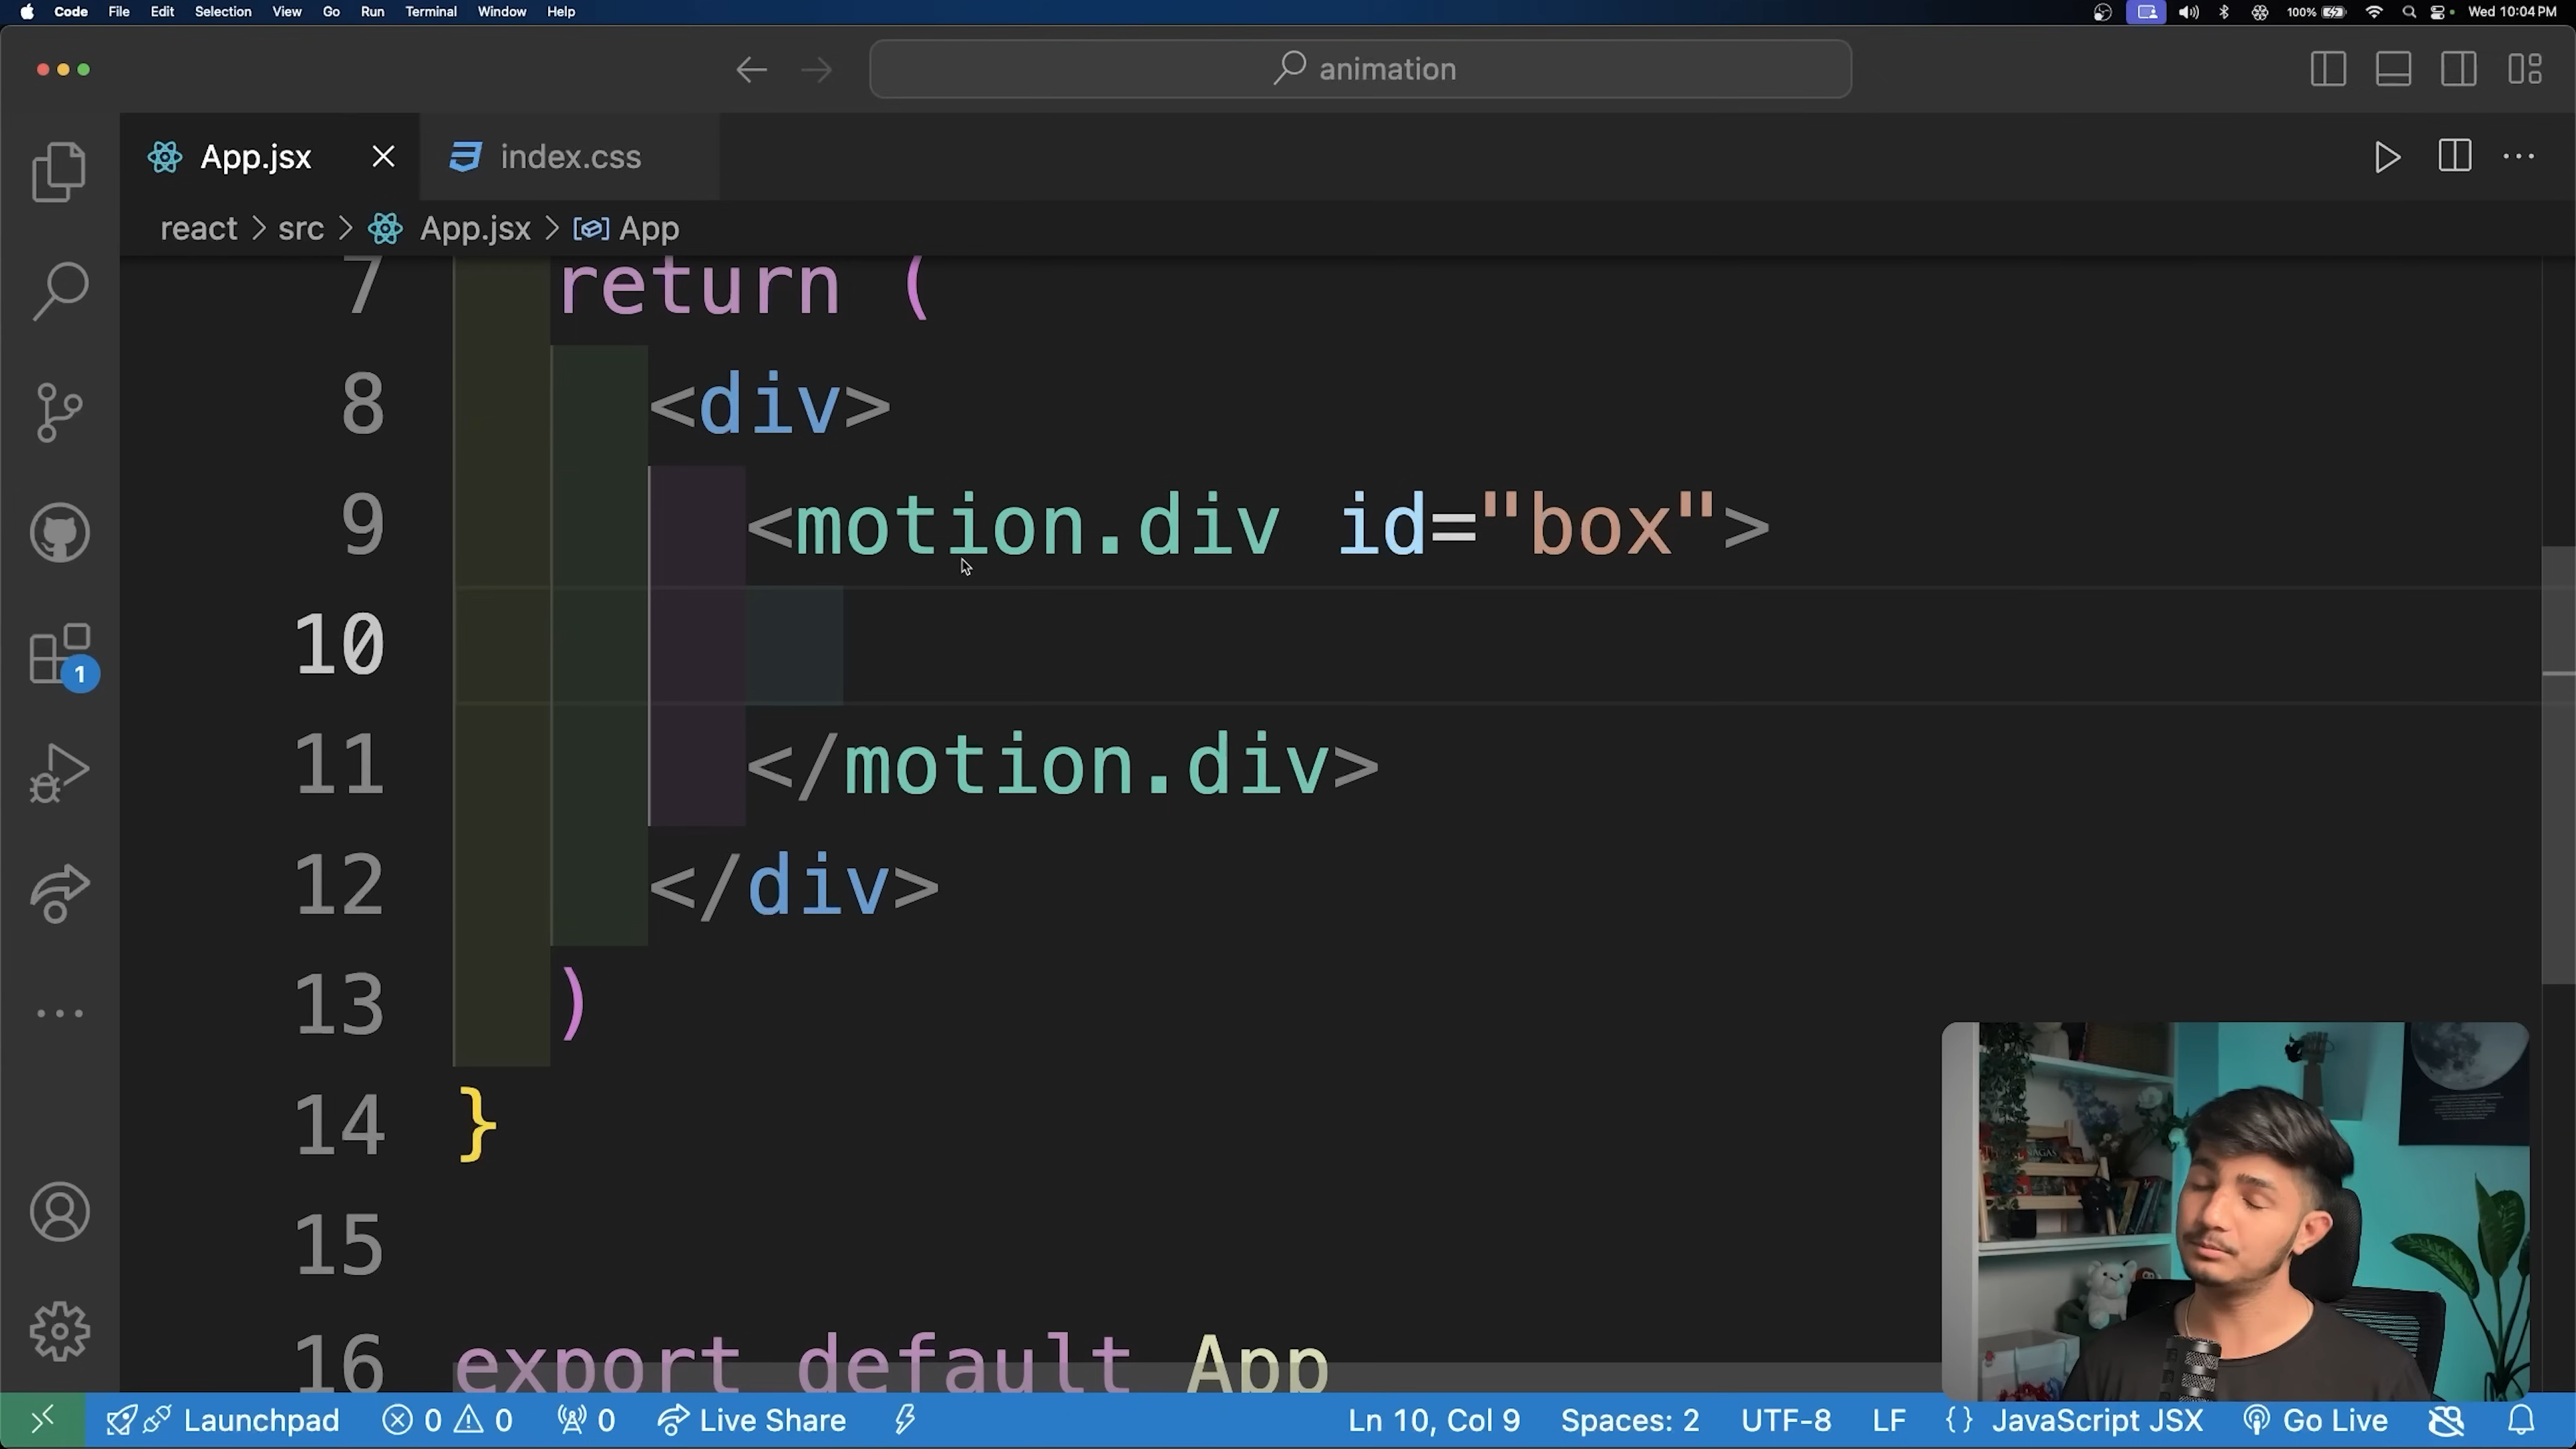 Code File Edit Selection View Go Run Terminal Window Help 100% Wed 10:04 PM
animation
App.jsx index.css
react > src > App.jsx > App
7 return (
8 <div>
9 <motion.div id="box">
10
11 </motion.div>
12 </div>
13 )
14 }
15
16 export default App
1
Launchpad 0 0 0 Live Share Ln 10, Col 9 Spaces: 2 UTF-8 LF {} JavaScript JSX Go Live